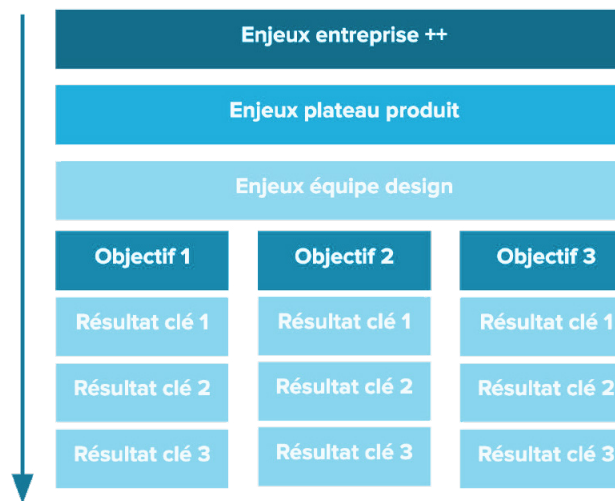 Enjeux entreprise ++
Enjeux plateau produit
Enjeux équipe design
Objectif 1
Objectif 2
Objectif 3
Résultat clé 1
Résultat clé 1
Résultat clé 1
Résultat clé 2
Résultat clé 2
Résultat clé 2
Résultat clé 3
Résultat clé 3
Résultat clé 3